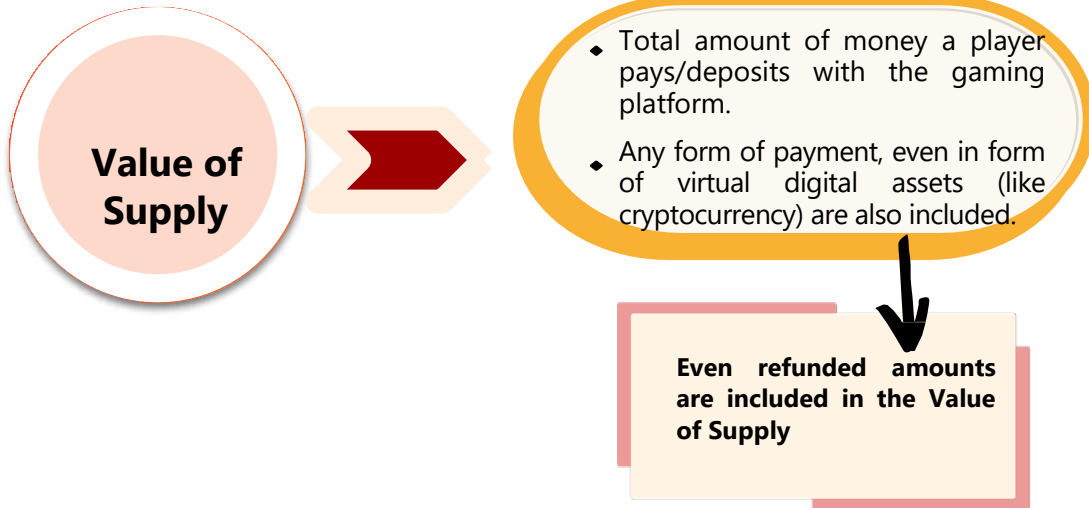 Value of
Supply
◆ Total amount of money a player
pays/deposits with the gaming
platform.
◆ Any form of payment, even in form
of virtual digital assets (like
cryptocurrency) are also included.
Even refunded amounts
are included in the Value
of Supply